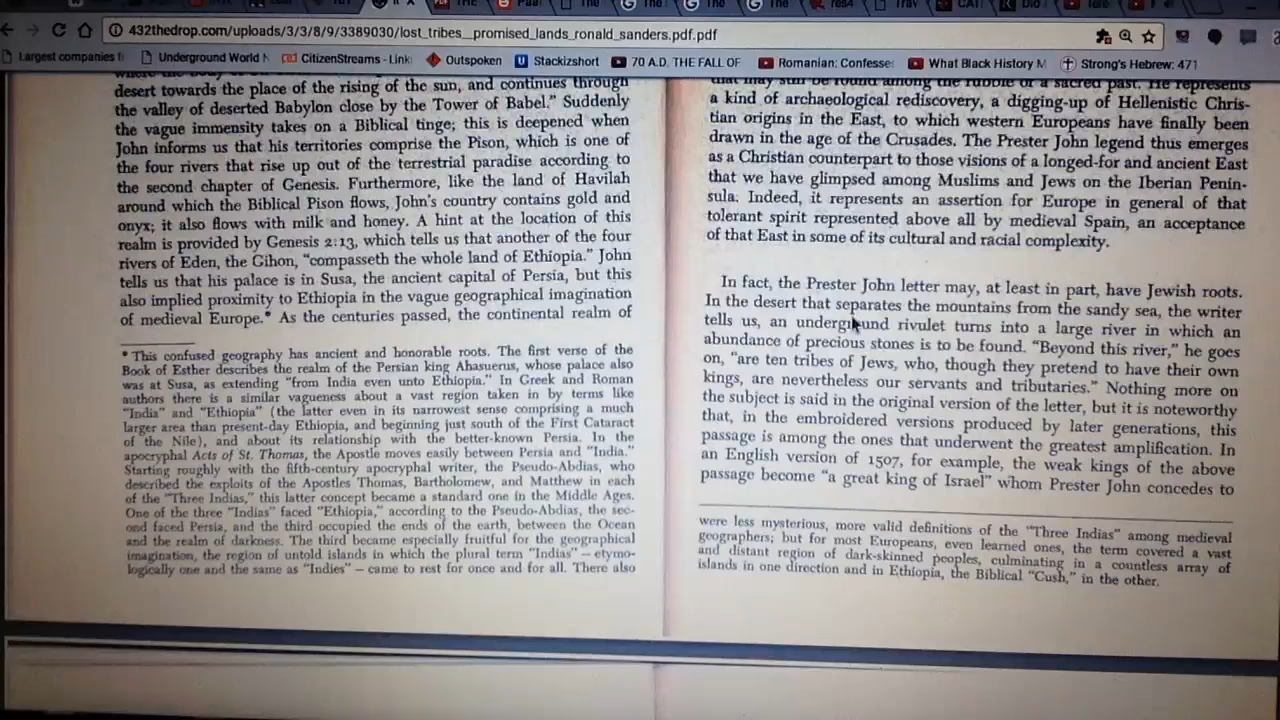 432thedrop.com/uploads/3/3/8/9/3389030/lost_tribes__promised_lands_ronald_sanders.pdf.pdf
Largest companies Underground World CitizenStreams - Link Outspoken Stackizshort 70 A.D. THE FALL OF Romanian: Confesse What Black History M Strong's Hebrew: 471
desert towards the place of the rising of the sun, and continues through
the valley of deserted Babylon close by the Tower of Babel." Suddenly
the vague immensity takes on a Biblical tinge; this is deepened when
John informs us that his territories comprise the Pison, which is one of
the four rivers that rise up out of the terrestrial paradise according to
the second chapter of Genesis. Furthermore, like the land of Havilah
around which the Biblical Pison flows, John's country contains gold and
onyx; it also flows with milk and honey. A hint at the location of this
realm is provided by Genesis 2:13, which tells us that another of the four
rivers of Eden, the Gihon, "compasseth the whole land of Ethiopia." John
tells us that his palace is in Susa, the ancient capital of Persia, but this
also implied proximity to Ethiopia in the vague geographical imagination
of medieval Europe.* As the centuries passed, the continental realm of
* This confused geography has ancient and honorable roots. The first verse of the
Book of Esther describes the realm of the Persian king Ahasuerus, whose palace also
was at Susa, as extending "from India even unto Ethiopia." In Greek and Roman
authors there is a similar vagueness about a vast region taken in by terms like
"India" and "Ethiopia" (the latter even in its narrowest sense comprising a much
larger area than present-day Ethiopia, and beginning just south of the First Cataract
of the Nile), and about its relationship with the better-known Persia. In the
apocryphal Acts of St. Thomas, the Apostle moves easily between Persia and "India."
Starting roughly with the fifth-century apocryphal writer, the Pseudo-Abdias, who
described the exploits of the Apostles Thomas, Bartholomew, and Matthew in each
of the "Three Indias," this latter concept became a standard one in the Middle Ages.
One of the three "Indias" faced "Ethiopia," according to the Pseudo-Abdias, the sec-
ond faced Persia, and the third occupied the ends of the earth, between the Ocean
and the realm of darkness. The third became especially fruitful for the geographical
imagination, the region of untold islands in which the plural term "Indias" – etymo-
logically one and the same as "Indies" – came to rest for once and for all. There also
that may still be found among the rubble of a sacred past. He represents
a kind of archaeological rediscovery, a digging-up of Hellenistic Chris-
tian origins in the East, to which western Europeans have finally been
drawn in the age of the Crusades. The Prester John legend thus emerges
as a Christian counterpart to those visions of a longed-for and ancient East
that we have glimpsed among Muslims and Jews on the Iberian Penin-
sula. Indeed, it represents an assertion for Europe in general of that
tolerant spirit represented above all by medieval Spain, an acceptance
of that East in some of its cultural and racial complexity.
In fact, the Prester John letter may, at least in part, have Jewish roots.
In the desert that separates the mountains from the sandy sea, the writer
tells us, an underground rivulet turns into a large river in which an
abundance of precious stones is to be found. "Beyond this river," he goes
on, "are ten tribes of Jews, who, though they pretend to have their own
kings, are nevertheless our servants and tributaries." Nothing more on
the subject is said in the original version of the letter, but it is noteworthy
that, in the embroidered versions produced by later generations, this
passage is among the ones that underwent the greatest amplification. In
an English version of 1507, for example, the weak kings of the above
passage become "a great king of Israel" whom Prester John concedes to
were less mysterious, more valid definitions of the "Three Indias" among medieval
geographers; but for most Europeans, even learned ones, the term covered a vast
and distant region of dark-skinned peoples, culminating in a countless array of
islands in one direction and in Ethiopia, the Biblical "Cush," in the other.